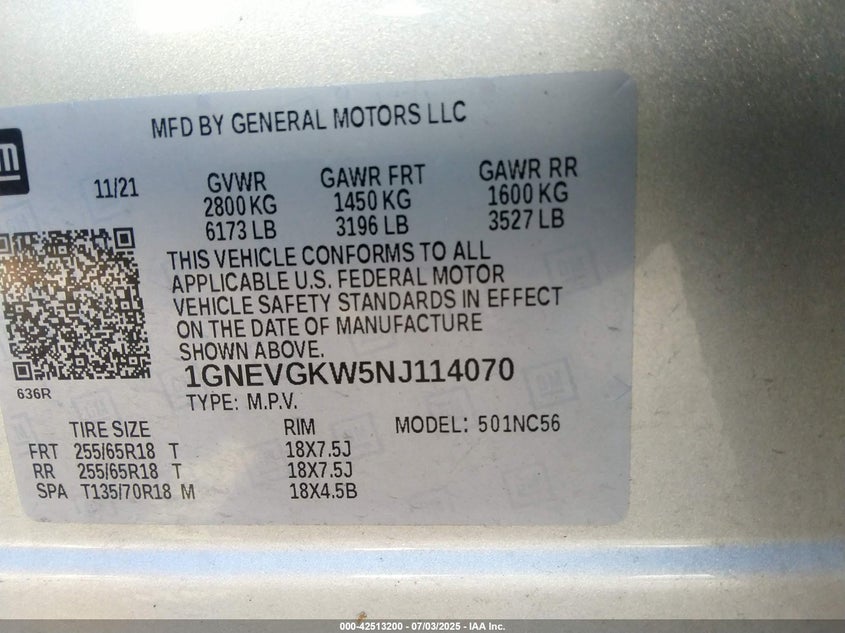 MFD BY GENERAL MOTORS LLC
GM
11/21
GVWR
2800 KG
6173 LB
GAWR FRT
1450 KG
3196 LB
GAWR RR
1600 KG
3527 LB
THIS VEHICLE CONFORMS TO ALL
APPLICABLE U.S. FEDERAL MOTOR
VEHICLE SAFETY STANDARDS IN EFFECT
ON THE DATE OF MANUFACTURE
SHOWN ABOVE.
636R
1GNEVGKW5NJ114070
TYPE: M.P.V.
TIRE SIZE RIM MODEL: 501NC56
FRT 255/65R18 T 18X7.5J
RR 255/65R18 T 18X7.5J
SPA T135/70R18 M 18X4.5B
000-42513200 - 07/03/2025 - IAA Inc.